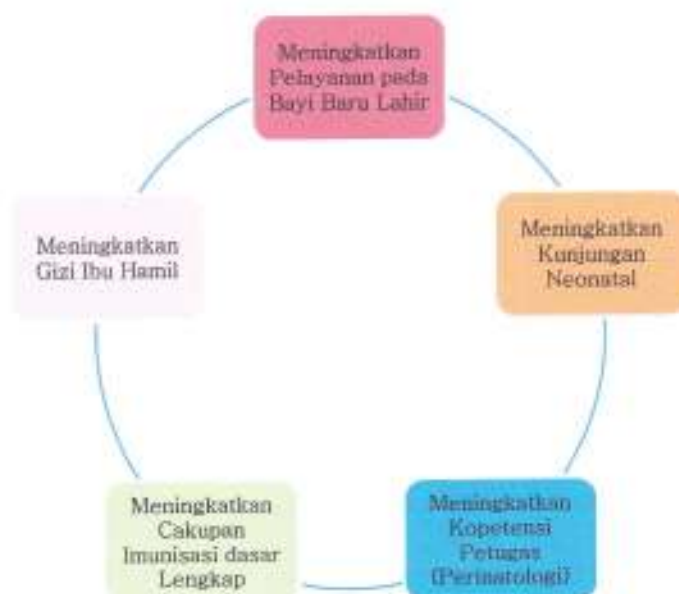 Meningkatkan
Pelayanan pada
Bayi Baru Lahir
Meningkatkan
Kunjungan
Neonatal
Meningkatkan
Kopetensi
Petugas
(Perinatologi)
Meningkatkan
Cakupan
Imunisasi dasar
Lengkap
Meningkatkan
Gizi Ibu Hamil